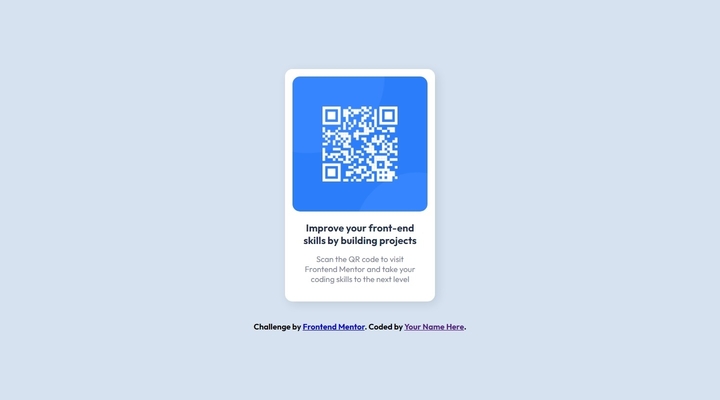 Improve your front-end
skills by building projects
Scan the QR code to visit
Frontend Mentor and take your
coding skills to the next level
Challenge by Frontend Mentor. Coded by Your Name Here.